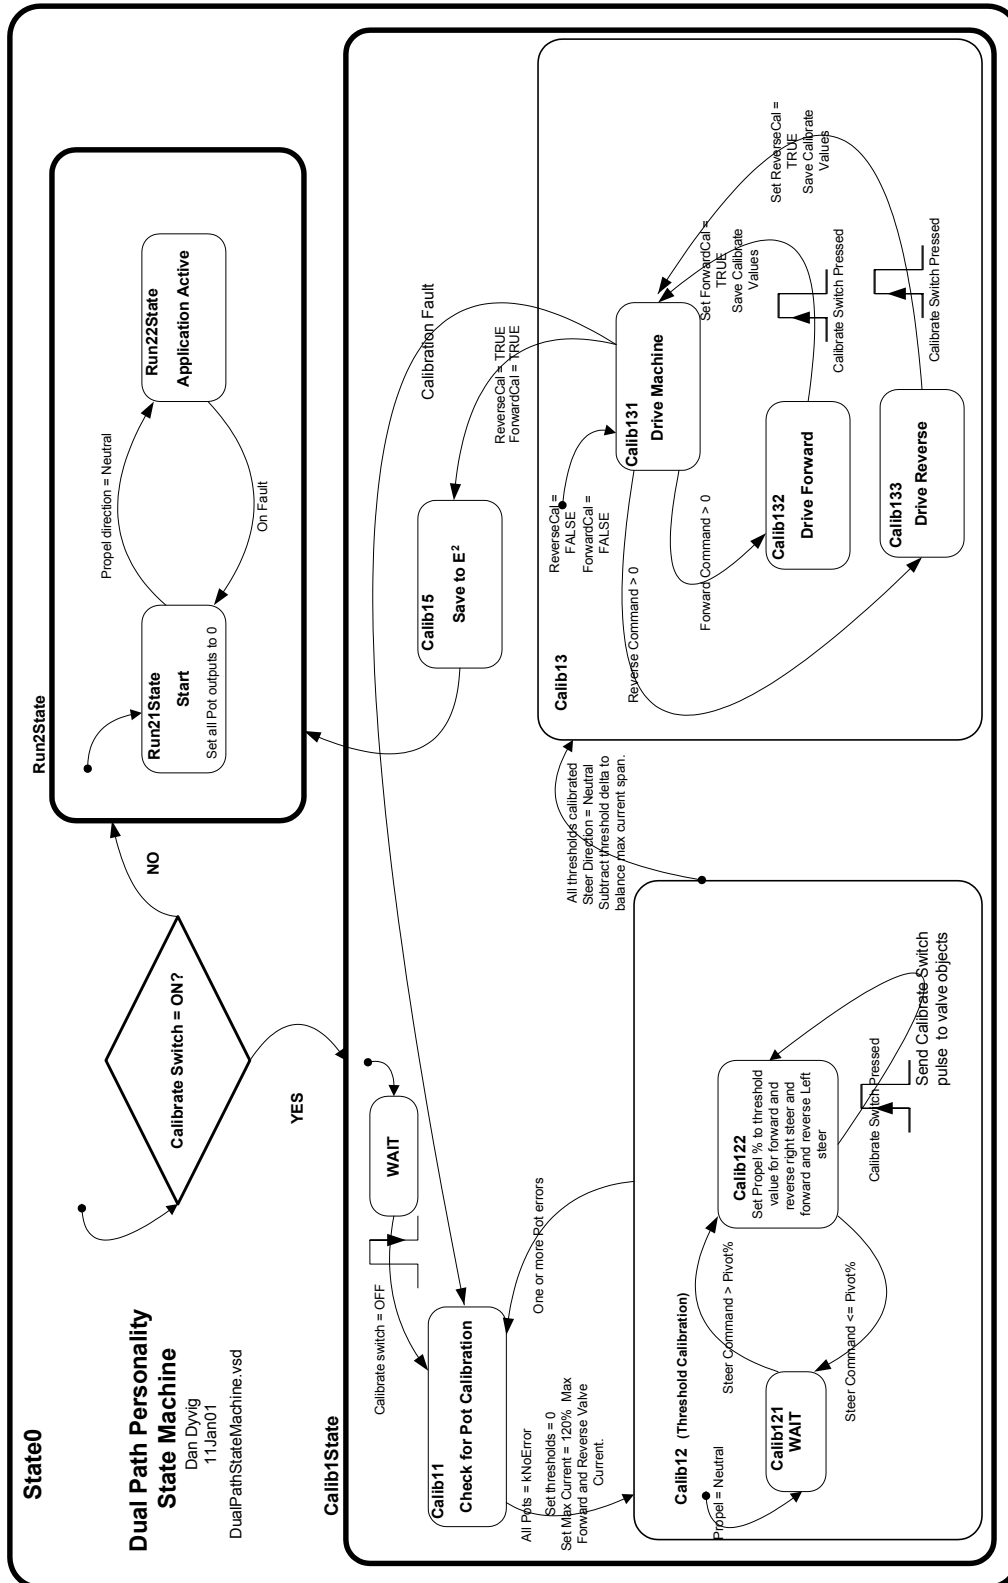 State0
Dual Path Personality
State Machine
Dan Dyvig
11Jan01
DualPathStateMachine.vsd
Calibrate Switch = ON?
NO
YES
Run2State
Run21State
Start
Set all Pot outputs to 0
Propel direction = Neutral
On Fault
Run22State
Application Active
Calib1State
WAIT
Calibrate switch = OFF
Calib11
Check for Pot Calibration
All Pots = kNoError
Set thresholds = 0
Set Max Current = 120% Max
Forward and Reverse Valve
Current.
One or more Pot errors
Calib12 (Threshold Calibration)
Propel = Neutral
Calib121
WAIT
Steer Command > Pivot%
Steer Command <= Pivot%
Calib122
Set Propel % to threshold
value for forward and
reverse right steer and
forward and reverse Left
steer
Calibrate Switch Pressed
Send Calibrate Switch
pulse to valve objects
All thresholds calibrated
Steer Direction = Neutral
Subtract threshold delta to
balance max current span.
Calib15
Save to E²
Calibration Fault
ReverseCal = TRUE
ForwardCal = TRUE
Calib13
ReverseCal =
FALSE
ForwardCal =
FALSE
Calib131
Drive Machine
Reverse Command > 0
Forward Command > 0
Calib132
Drive Forward
Calib133
Drive Reverse
Set ForwardCal =
TRUE
Save Calibrate
Values
Calibrate Switch Pressed
Set ReverseCal =
TRUE
Save Calibrate
Values
Calibrate Switch Pressed